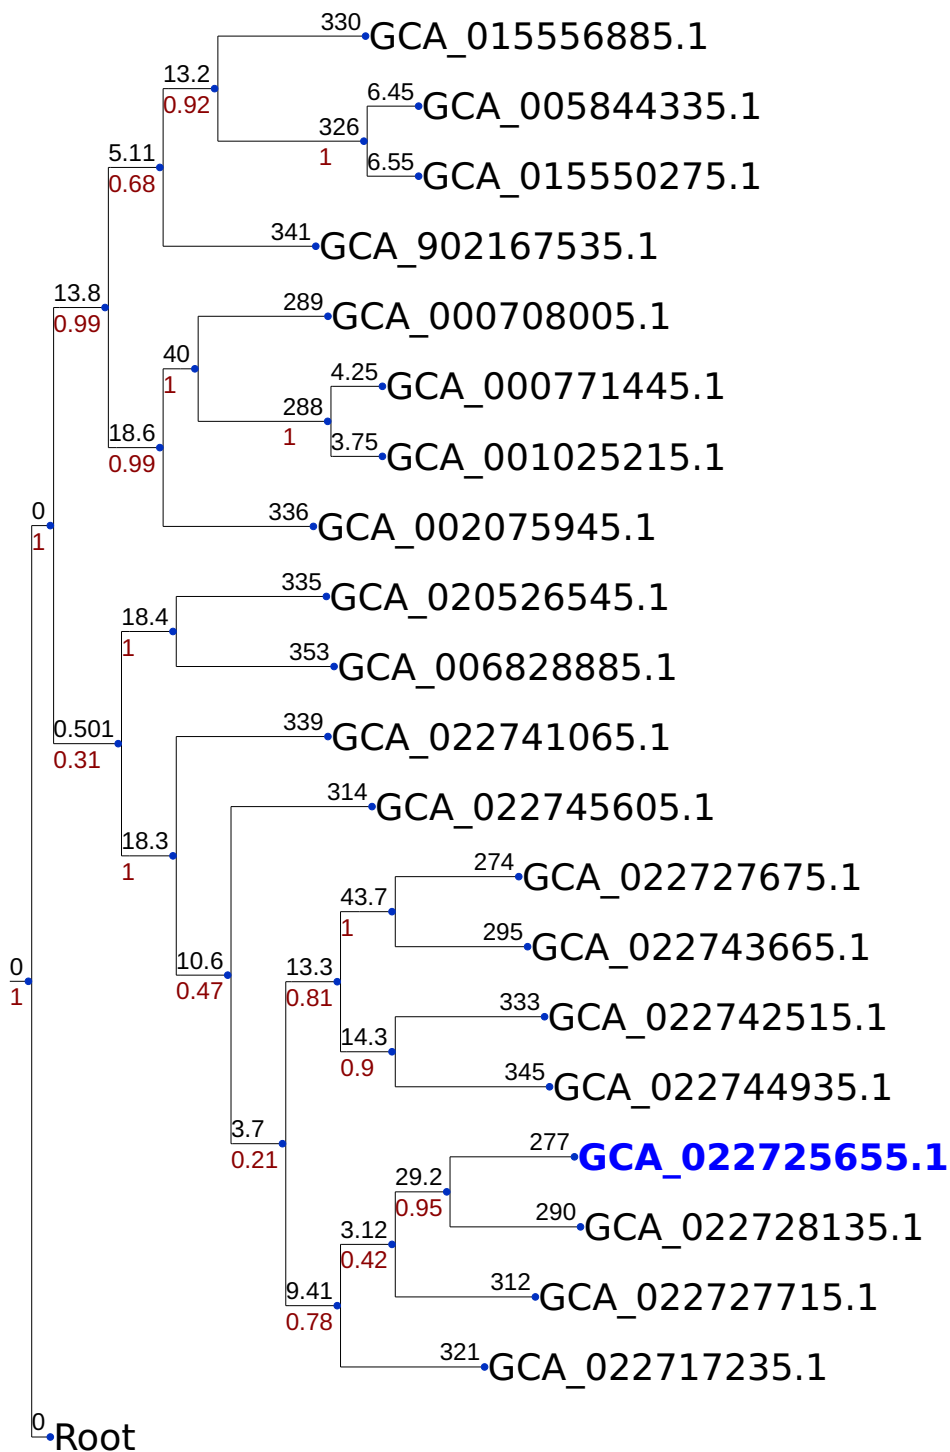 330 GCA_015556885.1
13.2
0.92
6.45 GCA_005844335.1
326
1
5.11
0.68
6.55 GCA_015550275.1
341 GCA_902167535.1
13.8
0.99
289 GCA_000708005.1
40
1
4.25 GCA_000771445.1
288
1
18.6
0.99
3.75 GCA_001025215.1
0
1
336 GCA_002075945.1
335 GCA_020526545.1
18.4
1
353 GCA_006828885.1
0.501
0.31
339 GCA_022741065.1
314 GCA_022745605.1
18.3
1
274 GCA_022727675.1
43.7
1
295 GCA_022743665.1
0
1
10.6
0.47
13.3
0.81
333 GCA_022742515.1
14.3
0.9
345 GCA_022744935.1
3.7
0.21
277 GCA_022725655.1
29.2
0.95
290 GCA_022728135.1
3.12
0.42
312 GCA_022727715.1
9.41
0.78
321 GCA_022717235.1
0 Root